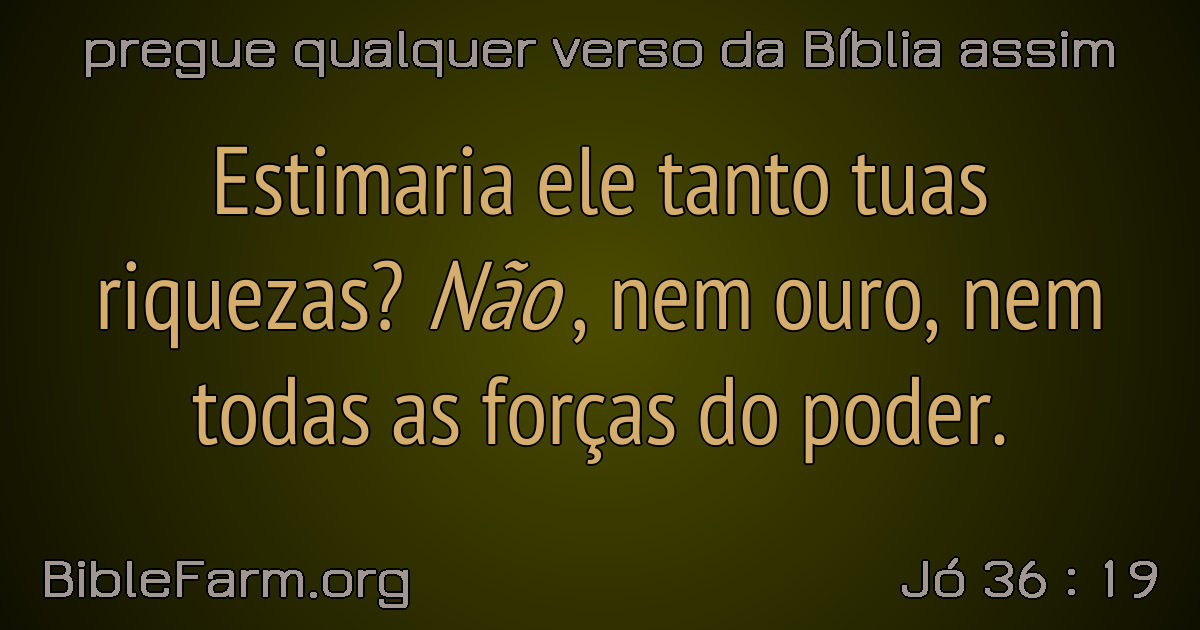 pregue qualquer verso da Bíblia assim
Estimaria ele tanto tuas
riquezas? Não, nem ouro, nem
todas as forças do poder.
BibleFarm.org
Jó 36 : 19